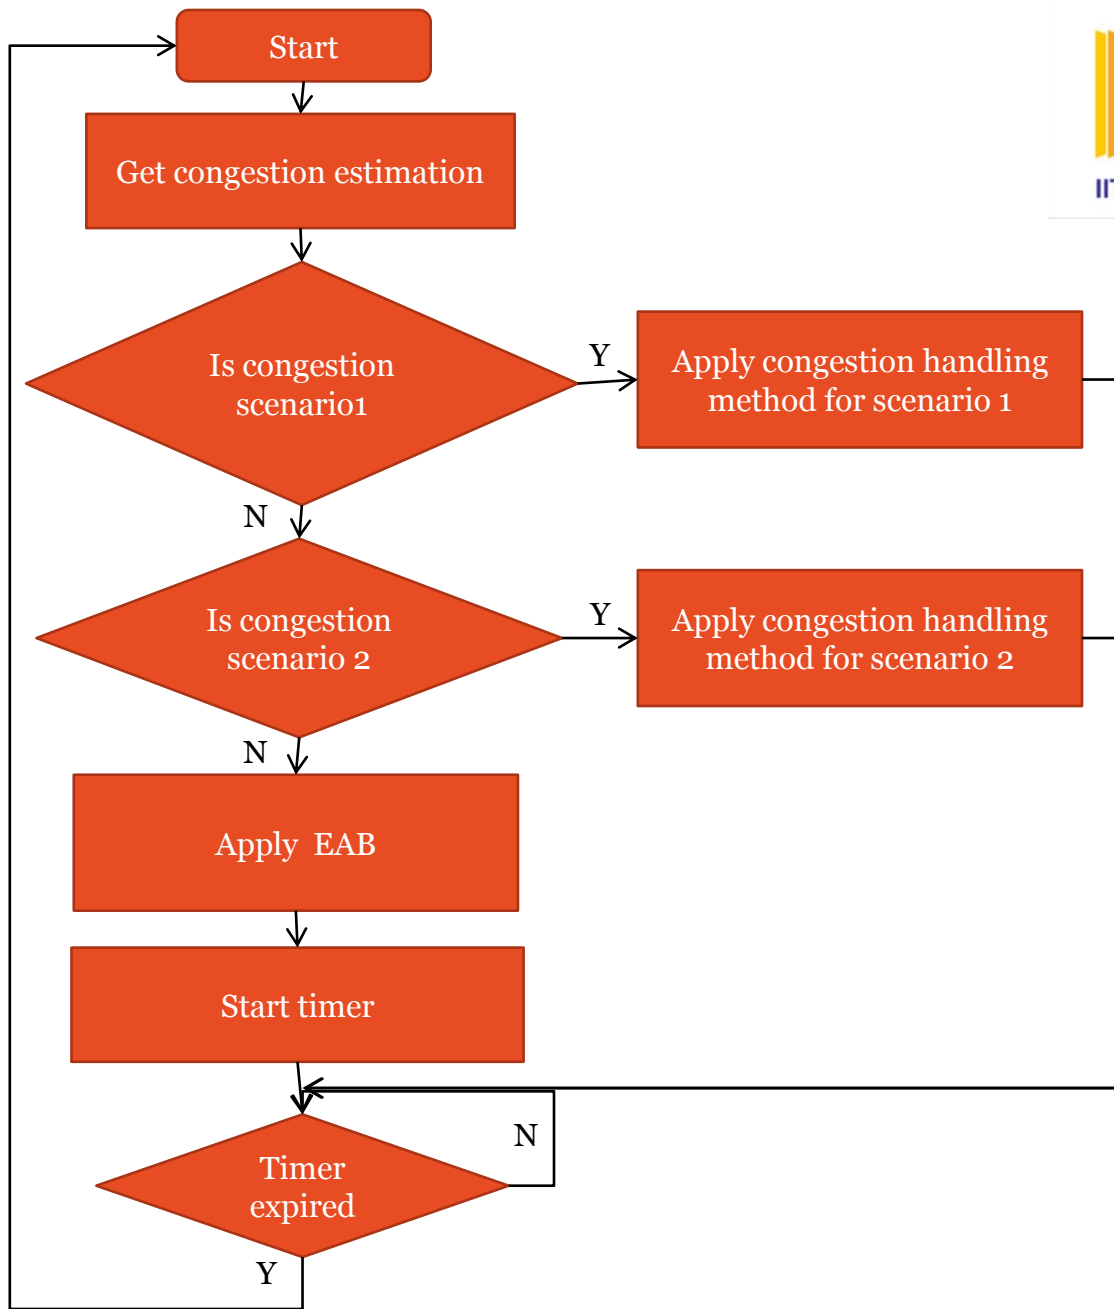 Start
Get congestion estimation
Is congestion
scenario1
Y
Apply congestion handling
method for scenario 1
N
Is congestion
scenario 2
Y
Apply congestion handling
method for scenario 2
N
Apply  EAB
Start timer
N
Timer
expired
Y